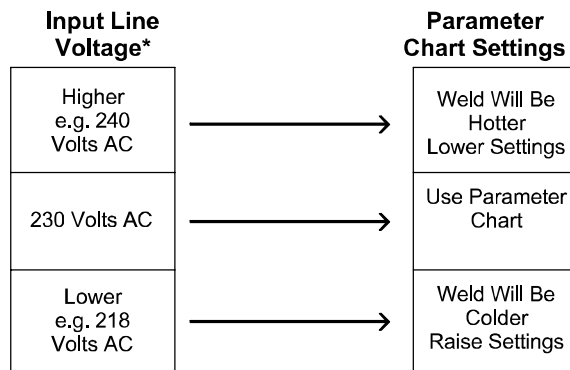 Input Line
Voltage*
Parameter
Chart Settings
Higher
e.g. 240
Volts AC
Weld Will Be
Hotter
Lower Settings
230 Volts AC
Use Parameter
Chart
Lower
e.g. 218
Volts AC
Weld Will Be
Colder
Raise Settings